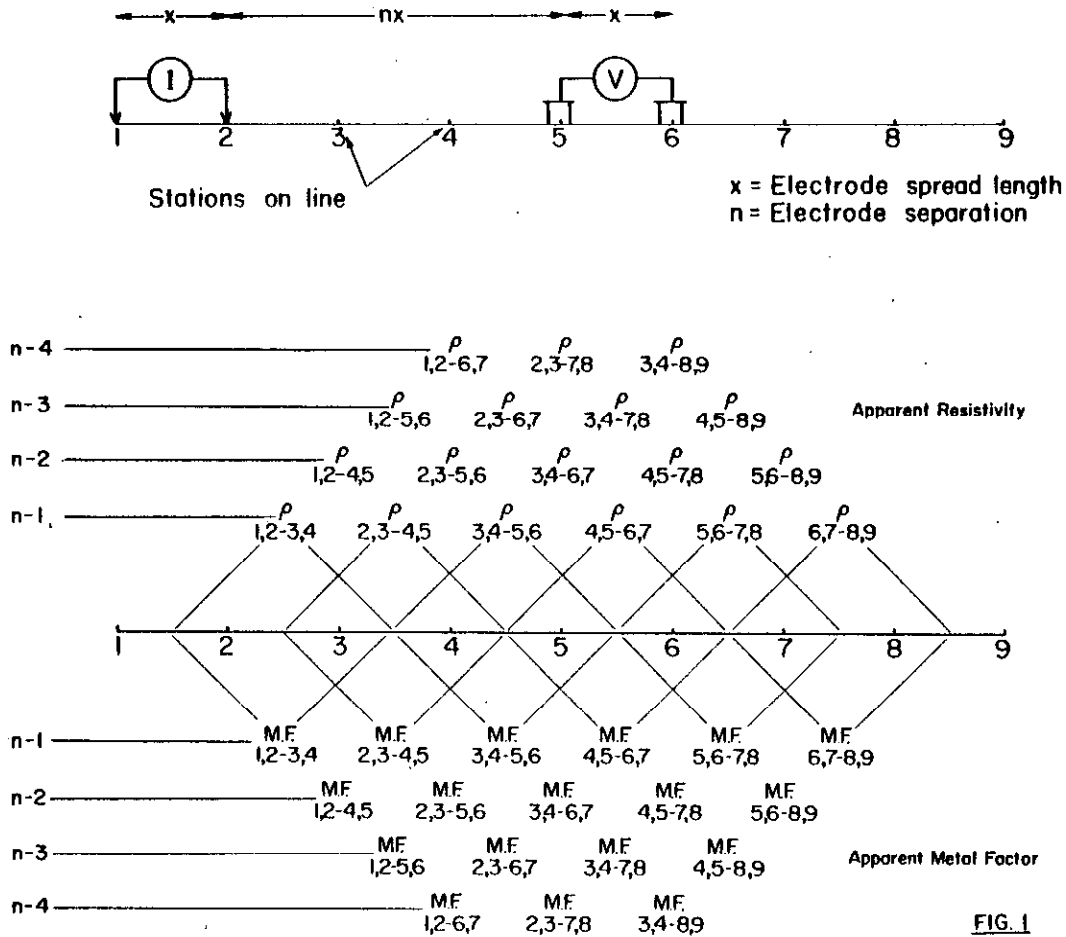 x nx x
I V
1 2 3 4 5 6 7 8 9
Stations on line
x = Electrode spread length
n = Electrode separation
n-4 ρ ρ ρ
1,2-6,7 2,3-7,8 3,4-8,9
n-3 ρ ρ ρ ρ Apparent Resistivity
1,2-5,6 2,3-6,7 3,4-7,8 4,5-8,9
n-2 ρ ρ ρ ρ ρ
1,2-4,5 2,3-5,6 3,4-6,7 4,5-7,8 5,6-8,9
n-1 ρ ρ ρ ρ ρ ρ
1,2-3,4 2,3-4,5 3,4-5,6 4,5-6,7 5,6-7,8 6,7-8,9
1 2 3 4 5 6 7 8 9
n-1 M.F. M.F. M.F. M.F. M.F. M.F.
1,2-3,4 2,3-4,5 3,4-5,6 4,5-6,7 5,6-7,8 6,7-8,9
n-2 M.F. M.F. M.F. M.F. M.F.
1,2-4,5 2,3-5,6 3,4-6,7 4,5-7,8 5,6-8,9
n-3 M.F. M.F. M.F. M.F. Apparent Metal Factor
1,2-5,6 2,3-6,7 3,4-7,8 4,5-8,9
n-4 M.F. M.F. M.F.
1,2-6,7 2,3-7,8 3,4-8,9
FIG. 1